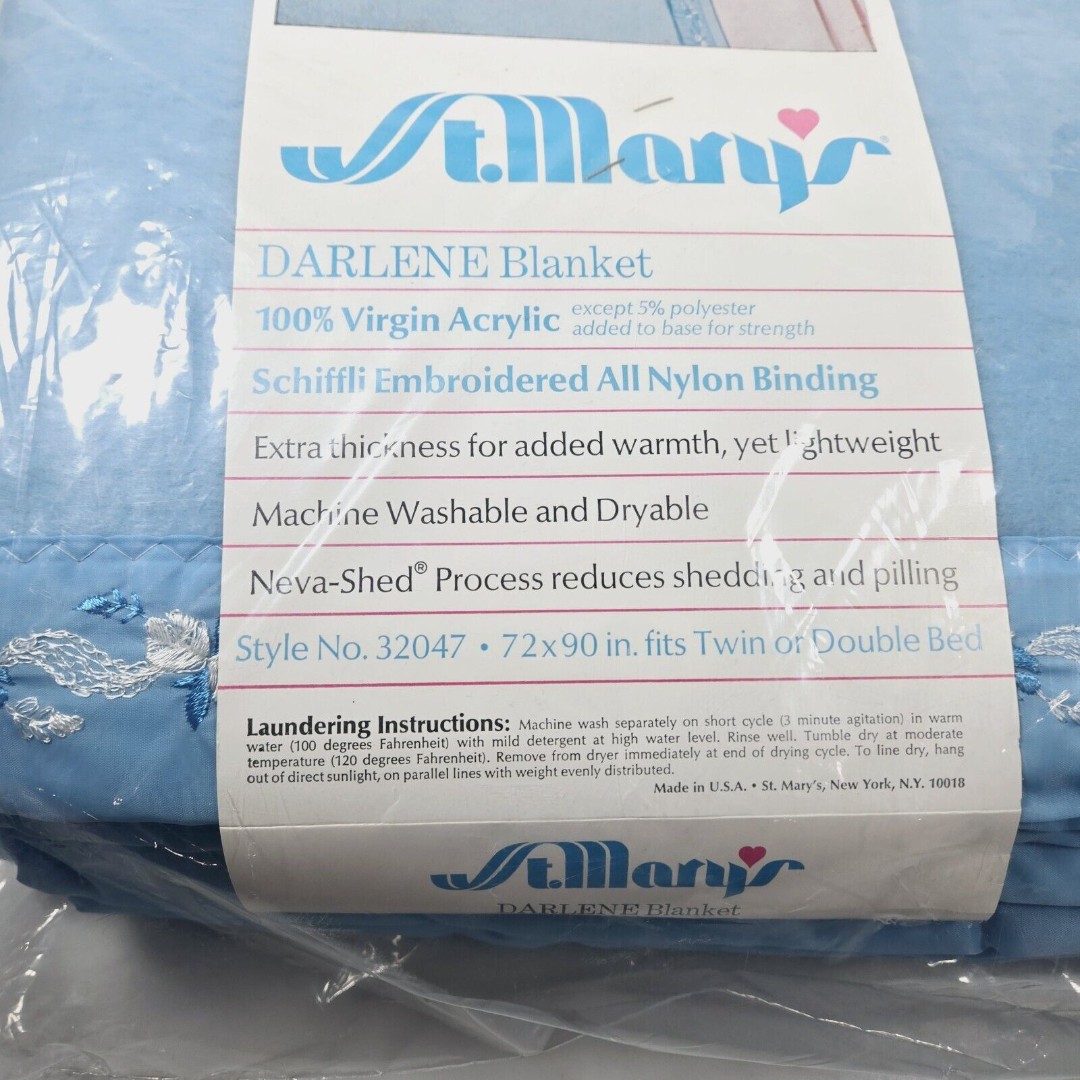 St. Mary's®
DARLENE Blanket
100% Virgin Acrylic except 5% polyester
added to base for strength
Schiffli Embroidered All Nylon Binding
Extra thickness for added warmth, yet lightweight
Machine Washable and Dryable
Neva-Shed® Process reduces shedding and pilling
Style No. 32047 • 72x90 in. fits Twin or Double Bed
Laundering Instructions: Machine wash separately on short cycle (3 minute agitation) in warm
water (100 degrees Fahrenheit) with mild detergent at high water level. Rinse well. Tumble dry at moderate
temperature (120 degrees Fahrenheit). Remove from dryer immediately at end of drying cycle. To line dry, hang
out of direct sunlight, on parallel lines with weight evenly distributed.
Made in U.S.A. • St. Mary's, New York, N.Y. 10018
St. Mary's
DARLENE Blanket